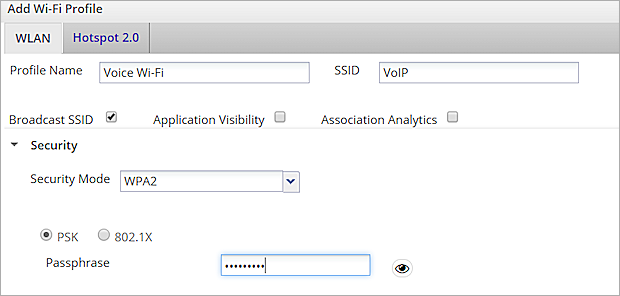 Add Wi-Fi Profile
WLAN Hotspot 2.0
Profile Name Voice Wi-Fi SSID VoIP
Broadcast SSID Application Visibility Association Analytics
Security
Security Mode WPA2
PSK 802.1X
Passphrase •••••••••